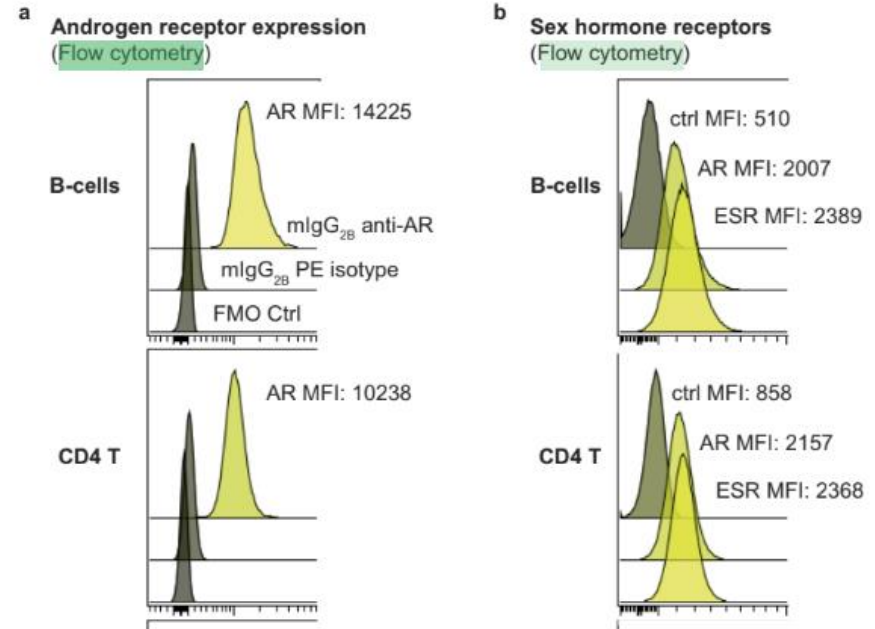 a
Androgen receptor expression
(Flow cytometry)
B-cells
AR MFI: 14225
mIgG2B anti-AR
mIgG2B PE isotype
FMO Ctrl
CD4 T
AR MFI: 10238
b
Sex hormone receptors
(Flow cytometry)
B-cells
ctrl MFI: 510
AR MFI: 2007
ESR MFI: 2389
CD4 T
ctrl MFI: 858
AR MFI: 2157
ESR MFI: 2368